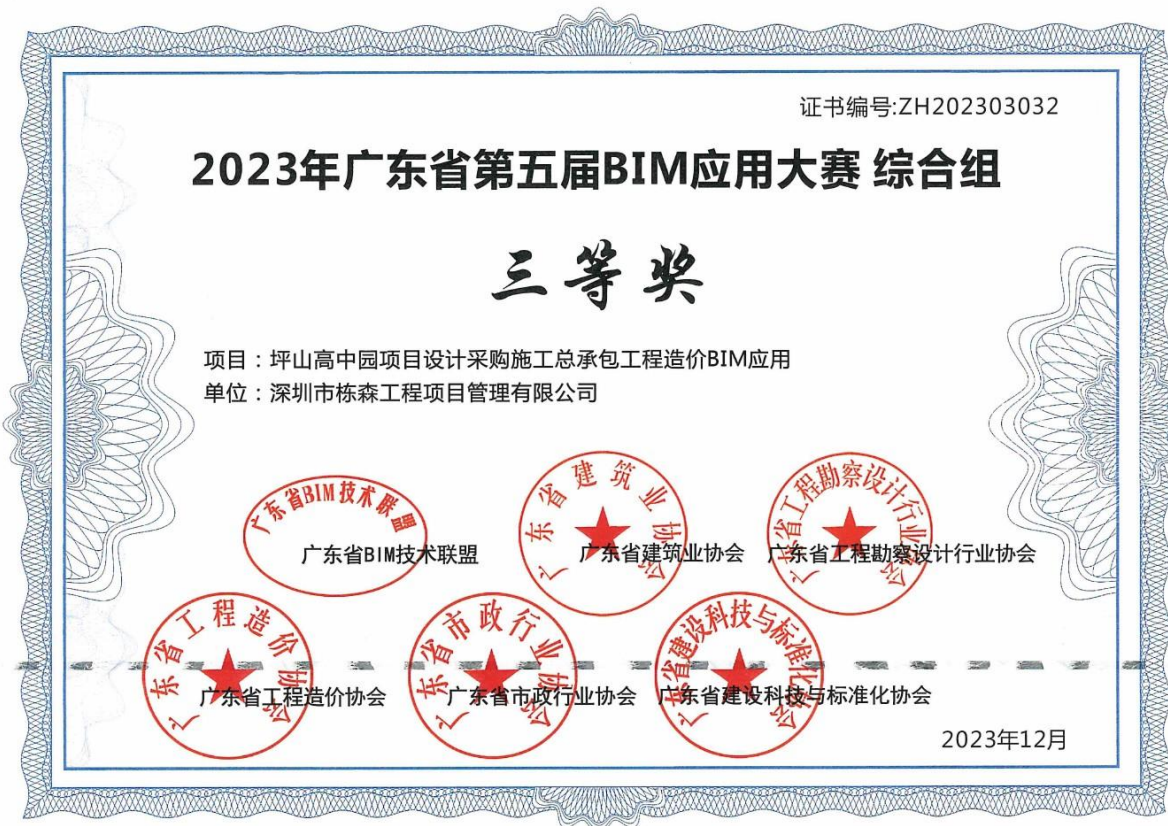 证书编号:ZH202303032
2023年广东省第五届BIM应用大赛 综合组
三等奖
项目：坪山高中园项目设计采购施工总承包工程造价BIM应用
单位：深圳市栋森工程项目管理有限公司
广东省BIM技术联盟
广东省建筑业协会
广东省工程勘察设计行业协会
广东省BIM技术联盟
广东省建筑业协会
广东省工程勘察设计行业协会
广东省工程造价协会
广东省市政行业协会
广东省建设科技与标准化协会
广东省工程造价协会
广东省市政行业协会
广东省建设科技与标准化协会
2023年12月